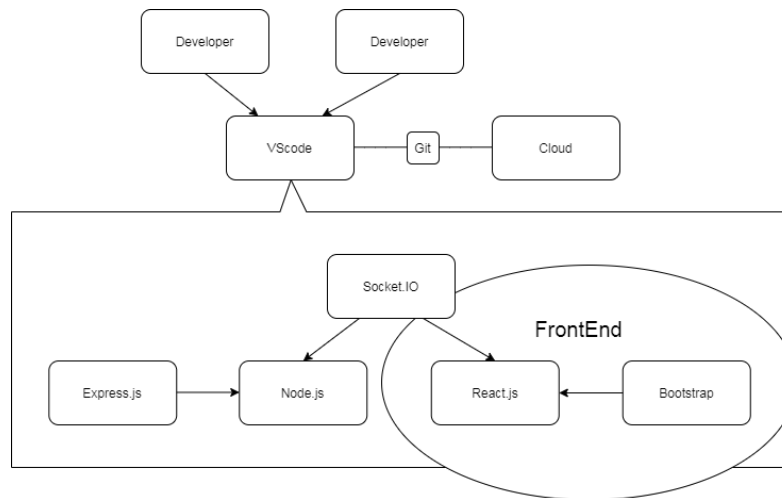 Developer
Developer
VScode
Git
Cloud
Socket.IO
FrontEnd
Express.js
Node.js
React.js
Bootstrap